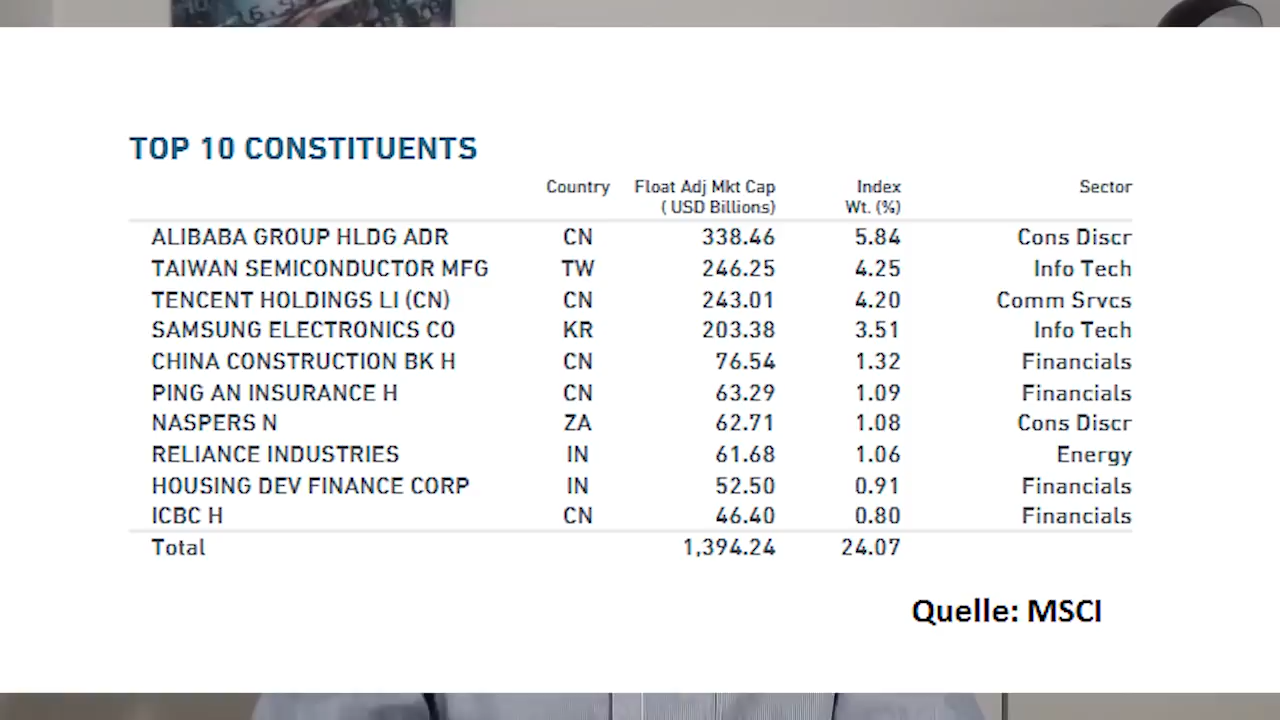 TOP 10 CONSTITUENTS
Country Float Adj Mkt Cap Index Sector
( USD Billions) Wt. (%)
ALIBABA GROUP HLDG ADR CN 338.46 5.84 Cons Discr
TAIWAN SEMICONDUCTOR MFG TW 246.25 4.25 Info Tech
TENCENT HOLDINGS LI (CN) CN 243.01 4.20 Comm Srvcs
SAMSUNG ELECTRONICS CO KR 203.38 3.51 Info Tech
CHINA CONSTRUCTION BK H CN 76.54 1.32 Financials
PING AN INSURANCE H CN 63.29 1.09 Financials
NASPERS N ZA 62.71 1.08 Cons Discr
RELIANCE INDUSTRIES IN 61.68 1.06 Energy
HOUSING DEV FINANCE CORP IN 52.50 0.91 Financials
ICBC H CN 46.40 0.80 Financials
Total 1,394.24 24.07
Quelle: MSCI